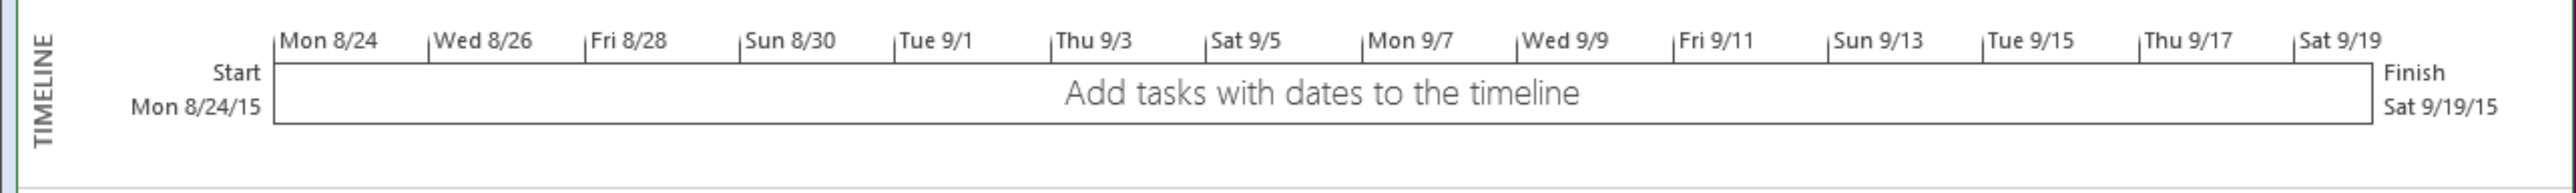 TIMELINE
Mon 8/24 Wed 8/26 Fri 8/28 Sun 8/30 Tue 9/1 Thu 9/3 Sat 9/5 Mon 9/7 Wed 9/9 Fri 9/11 Sun 9/13 Tue 9/15 Thu 9/17 Sat 9/19
Start
Mon 8/24/15
Add tasks with dates to the timeline
Finish
Sat 9/19/15